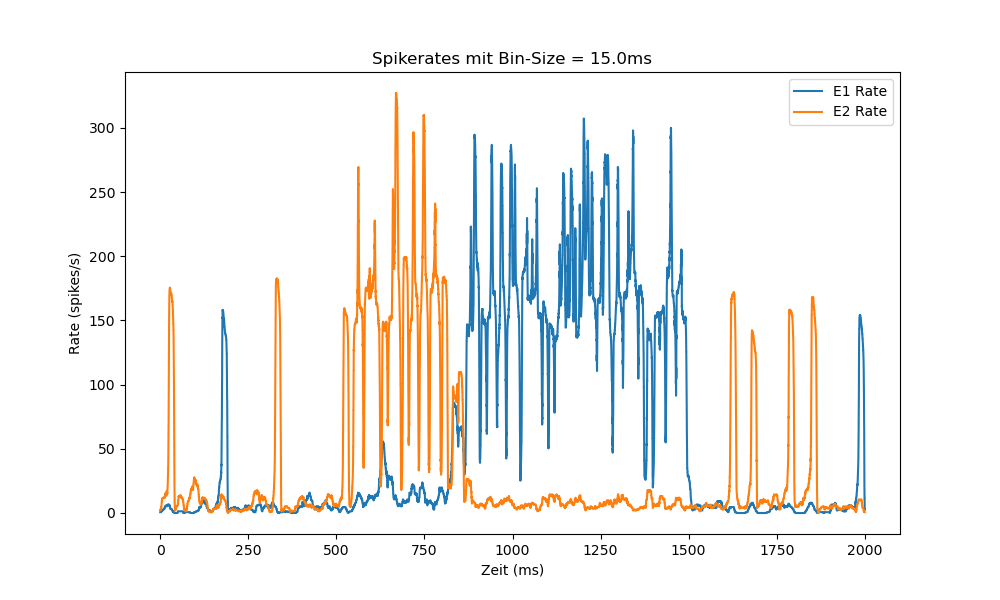 Spikerates mit Bin-Size = 15.0ms
E1 Rate
E2 Rate
300
250
200
150
100
50
0
Rate (spikes/s)
0 250 500 750 1000 1250 1500 1750 2000
Zeit (ms)